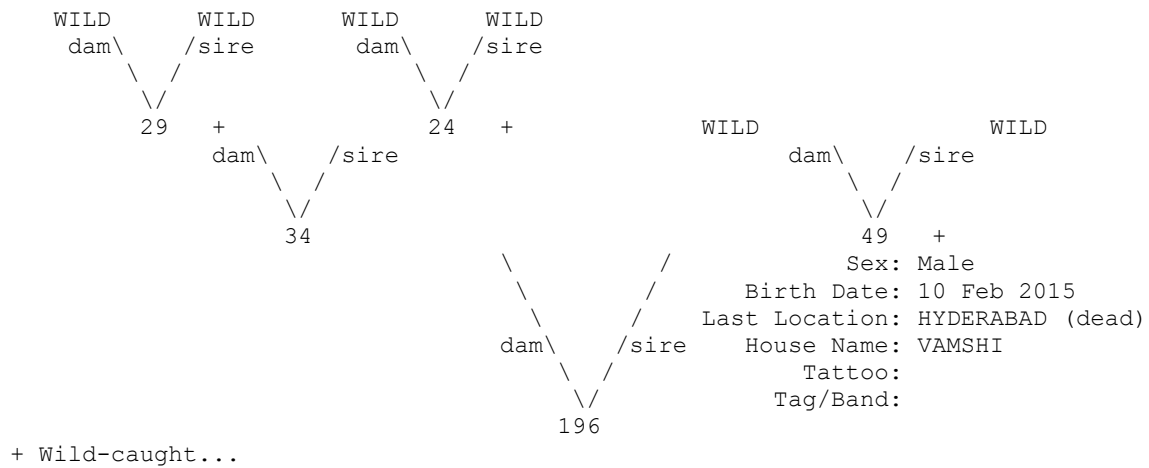 WILD WILD WILD WILD
dam\ /sire dam\ /sire
\ / \ /
\/ \/
29 + 24 + WILD WILD
dam\ /sire dam\ /sire
\ / \ /
\/ \/
34 49 +
\ / Sex: Male
\ / Birth Date: 10 Feb 2015
\ / Last Location: HYDERABAD (dead)
dam\ /sire House Name: VAMSHI
\ / Tattoo:
\/ Tag/Band:
196
+ Wild-caught...